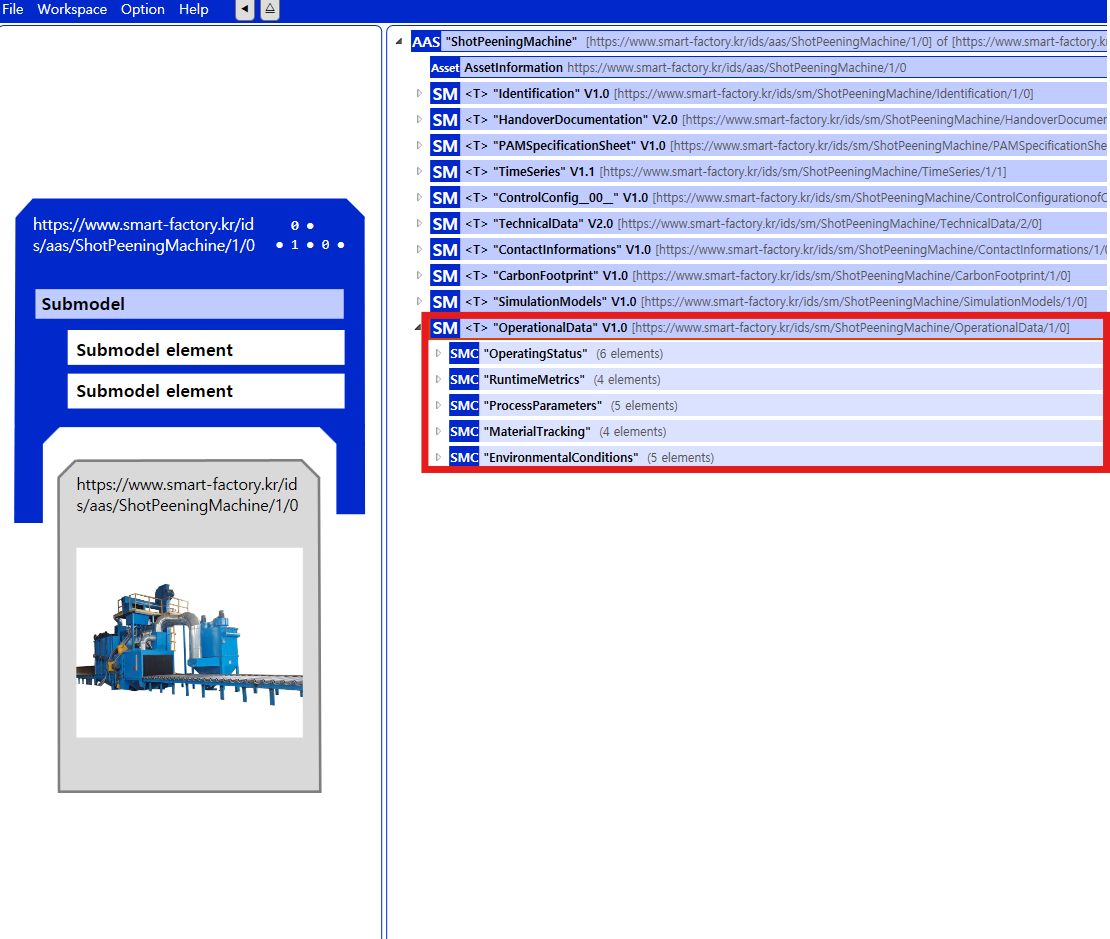 File Workspace Option Help
https://www.smart-factory.kr/id
s/aas/ShotPeeningMachine/1/0
0
1 0
Submodel
Submodel element
Submodel element
https://www.smart-factory.kr/id
s/aas/ShotPeeningMachine/1/0
AAS "ShotPeeningMachine" [https://www.smart-factory.kr/ids/aas/ShotPeeningMachine/1/0] of [https://www.smart-factory.k
Asset AssetInformation https://www.smart-factory.kr/ids/aas/ShotPeeningMachine/1/0
SM <T> "Identification" V1.0 [https://www.smart-factory.kr/ids/sm/ShotPeeningMachine/Identification/1/0]
SM <T> "HandoverDocumentation" V2.0 [https://www.smart-factory.kr/ids/sm/ShotPeeningMachine/HandoverDocumen
SM <T> "PAMSpecificationSheet" V1.0 [https://www.smart-factory.kr/ids/sm/ShotPeeningMachine/PAMSpecificationShe
SM <T> "TimeSeries" V1.1 [https://www.smart-factory.kr/ids/sm/ShotPeeningMachine/TimeSeries/1/1]
SM <T> "ControlConfig__00__" V1.0 [https://www.smart-factory.kr/ids/sm/ShotPeeningMachine/ControlConfigurationofC
SM <T> "TechnicalData" V2.0 [https://www.smart-factory.kr/ids/sm/ShotPeeningMachine/TechnicalData/2/0]
SM <T> "ContactInformations" V1.0 [https://www.smart-factory.kr/ids/sm/ShotPeeningMachine/ContactInformations/1/0
SM <T> "CarbonFootprint" V1.0 [https://www.smart-factory.kr/ids/sm/ShotPeeningMachine/CarbonFootprint/1/0]
SM <T> "SimulationModels" V1.0 [https://www.smart-factory.kr/ids/sm/ShotPeeningMachine/SimulationModels/1/0]
SM <T> "OperationalData" V1.0 [https://www.smart-factory.kr/ids/sm/ShotPeeningMachine/OperationalData/1/0]
SMC "OperatingStatus" (6 elements)
SMC "RuntimeMetrics" (4 elements)
SMC "ProcessParameters" (5 elements)
SMC "MaterialTracking" (4 elements)
SMC "EnvironmentalConditions" (5 elements)